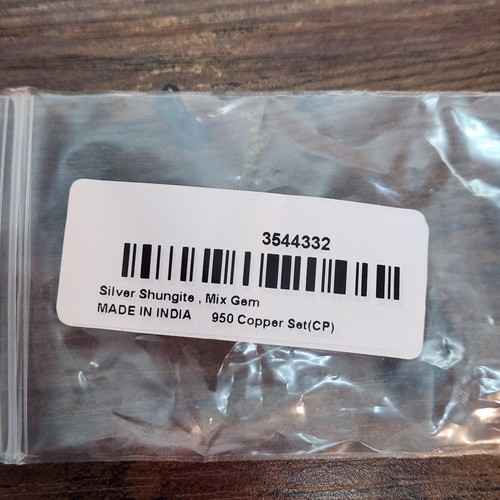 3544332
Silver Shungite , Mix Gem
MADE IN INDIA 950 Copper Set(CP)